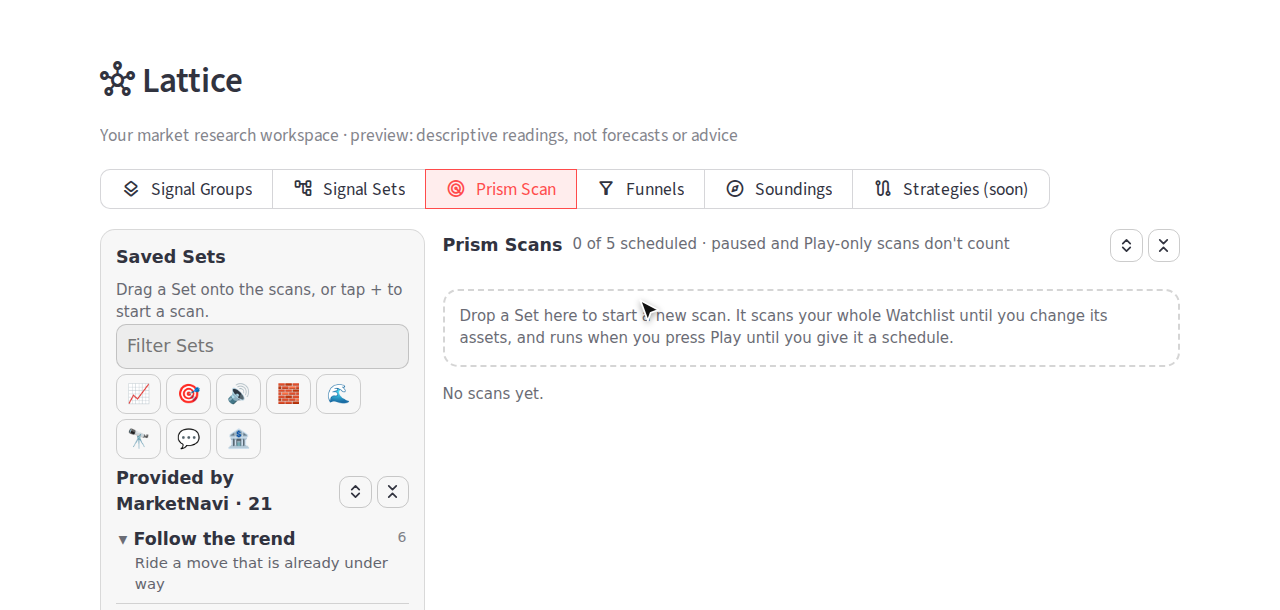 Lattice
Your market research workspace · preview: descriptive readings, not forecasts or advice
Signal Groups
Signal Sets
Prism Scan
Funnels
Soundings
Strategies (soon)
Saved Sets
Drag a Set onto the scans, or tap + to
start a scan.
Filter Sets
Provided by
MarketNavi · 21
Follow the trend
6
Ride a move that is already under
way
Prism Scans
0 of 5 scheduled · paused and Play-only scans don't count
Drop a Set here to start a new scan. It scans your whole Watchlist until you change its
assets, and runs when you press Play until you give it a schedule.
No scans yet.